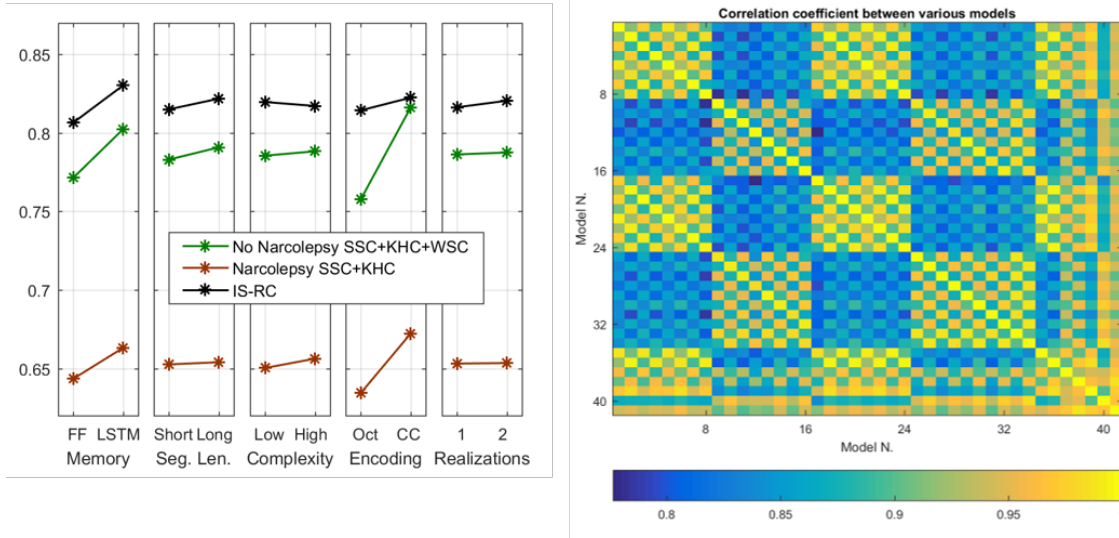 0.85
0.8
0.75
0.7
0.65
No Narcolepsy SSC+KHC+WSC
Narcolepsy SSC+KHC
IS-RC
FF LSTM
Short Long
Low High
Oct CC
1 2
Memory
Seg. Len.
Complexity
Encoding
Realizations
Correlation coefficient between various models
Model N.
8
16
24
32
40
8 16 24 32 40
Model N.
0.8 0.85 0.9 0.95